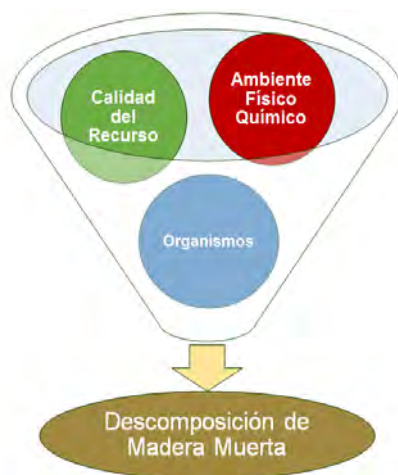 Calidad
del
Recurso
Ambiente
Físico
Químico
Organismos
Descomposición de
Madera Muerta